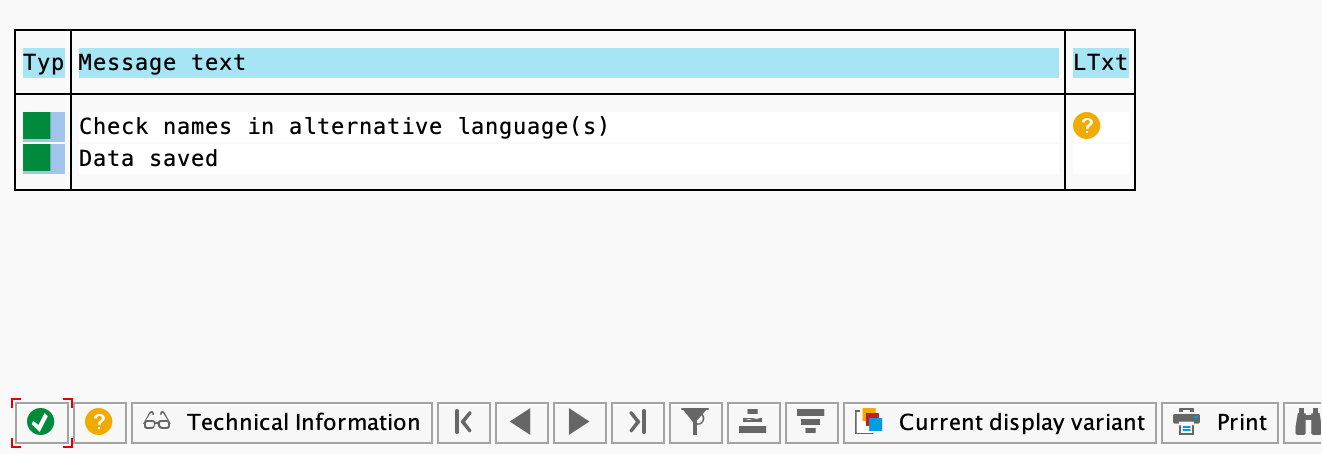 Typ Message text LTxt
Check names in alternative language(s) ?
Data saved
? Technical Information Current display variant Print